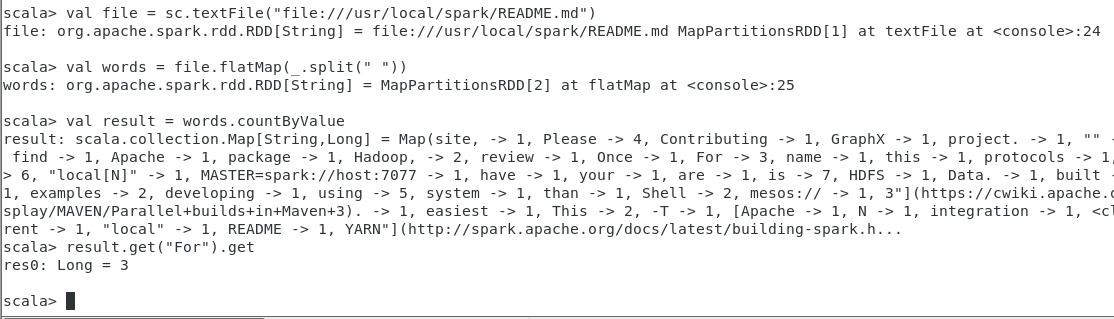 scala> val file = sc.textFile("file:///usr/local/spark/README.md")
file: org.apache.spark.rdd.RDD[String] = file:///usr/local/spark/README.md MapPartitionsRDD[1] at textFile at <console>:24
scala> val words = file.flatMap(_.split(" "))
words: org.apache.spark.rdd.RDD[String] = MapPartitionsRDD[2] at flatMap at <console>:25
scala> val result = words.countByValue
result: scala.collection.Map[String,Long] = Map(site, -> 1, Please -> 4, Contributing -> 1, GraphX -> 1, project. -> 1, "" -
find -> 1, Apache -> 1, package -> 1, Hadoop, -> 2, review -> 1, Once -> 1, For -> 3, name -> 1, this -> 1, protocols -> 1,
> 6, "local[N]" -> 1, MASTER=spark://host:7077 -> 1, have -> 1, your -> 1, are -> 1, is -> 7, HDFS -> 1, Data. -> 1, built -
1, examples -> 2, developing -> 1, using -> 5, system -> 1, than -> 1, Shell -> 2, mesos:// -> 1, 3"](https://cwiki.apache.o
splay/MAVEN/Parallel+builds+in+Maven+3). -> 1, easiest -> 1, This -> 2, -T -> 1, [Apache -> 1, N -> 1, integration -> 1, <cl
rent -> 1, "local" -> 1, README -> 1, YARN"](http://spark.apache.org/docs/latest/building-spark.h...
scala> result.get("For").get
res0: Long = 3
scala>